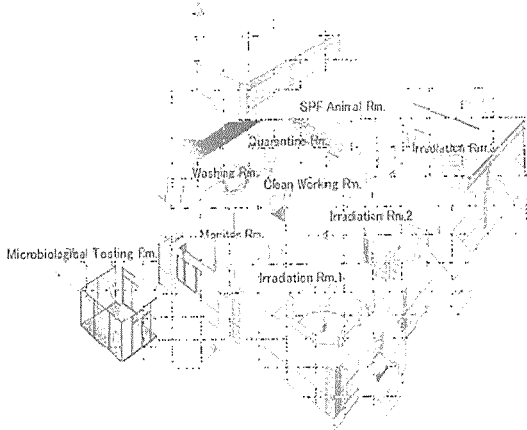 SPF Animal Rm.
Quarantine Rm.
Irradiation Rm.
Washing Rm.
Clean Working Rm.
Irradiation Rm.2
Monitor Rm.
Microbiological Testing Rm.
Irradiation Rm.1